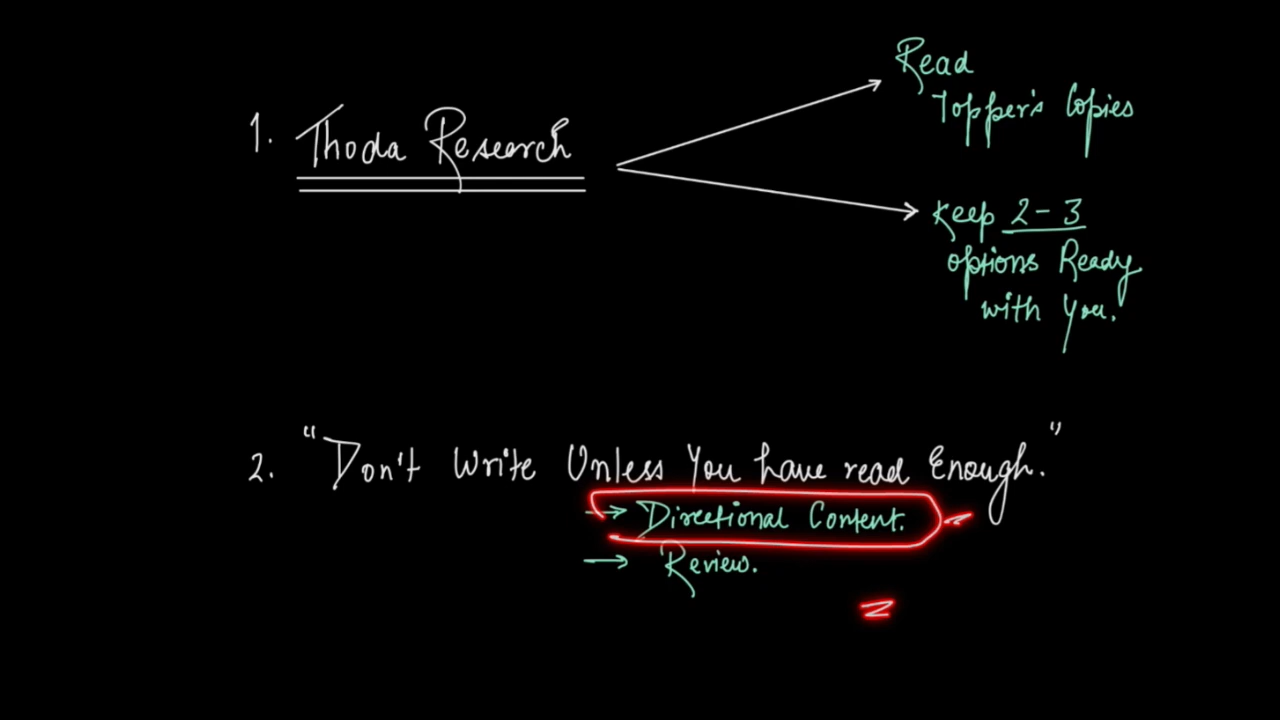 1. Thoda Research
Read
Topper's Copies
Keep 2-3
options Ready
with You.
2. "Don't Write Unless You have read Enough."
→ Directional Content.
→ Review.